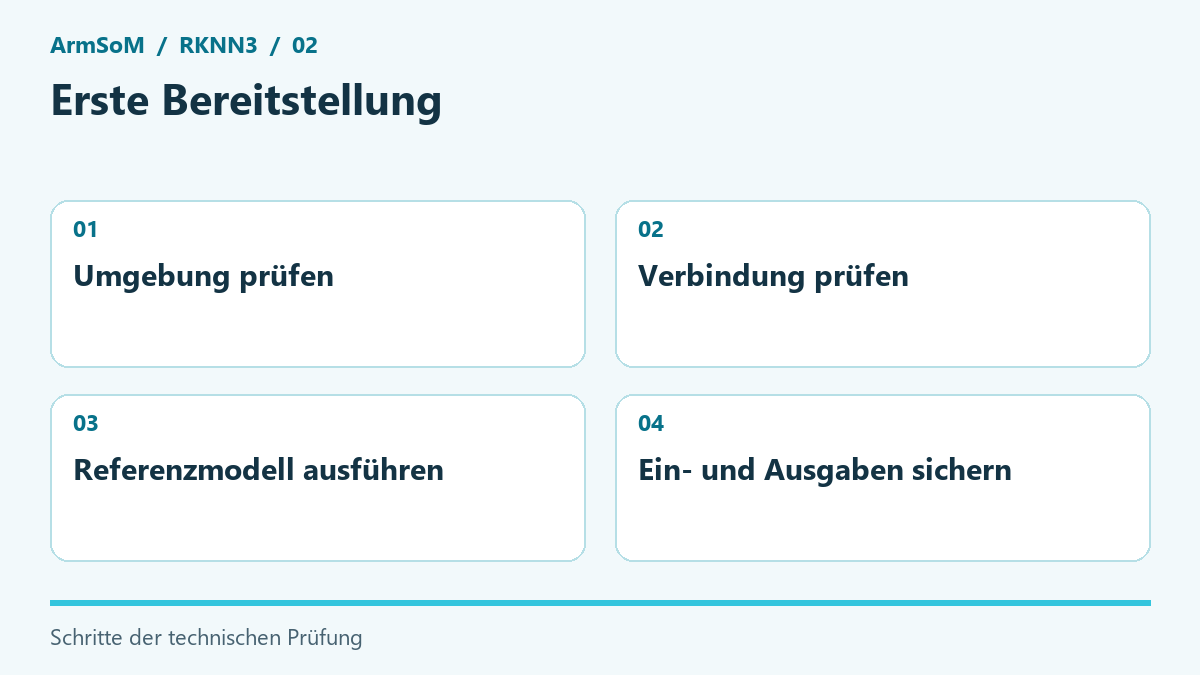 ArmSoM / RKNN3 / 02
Erste Bereitstellung
01
Umgebung prüfen
02
Verbindung prüfen
03
Referenzmodell ausführen
04
Ein- und Ausgaben sichern
Schritte der technischen Prüfung